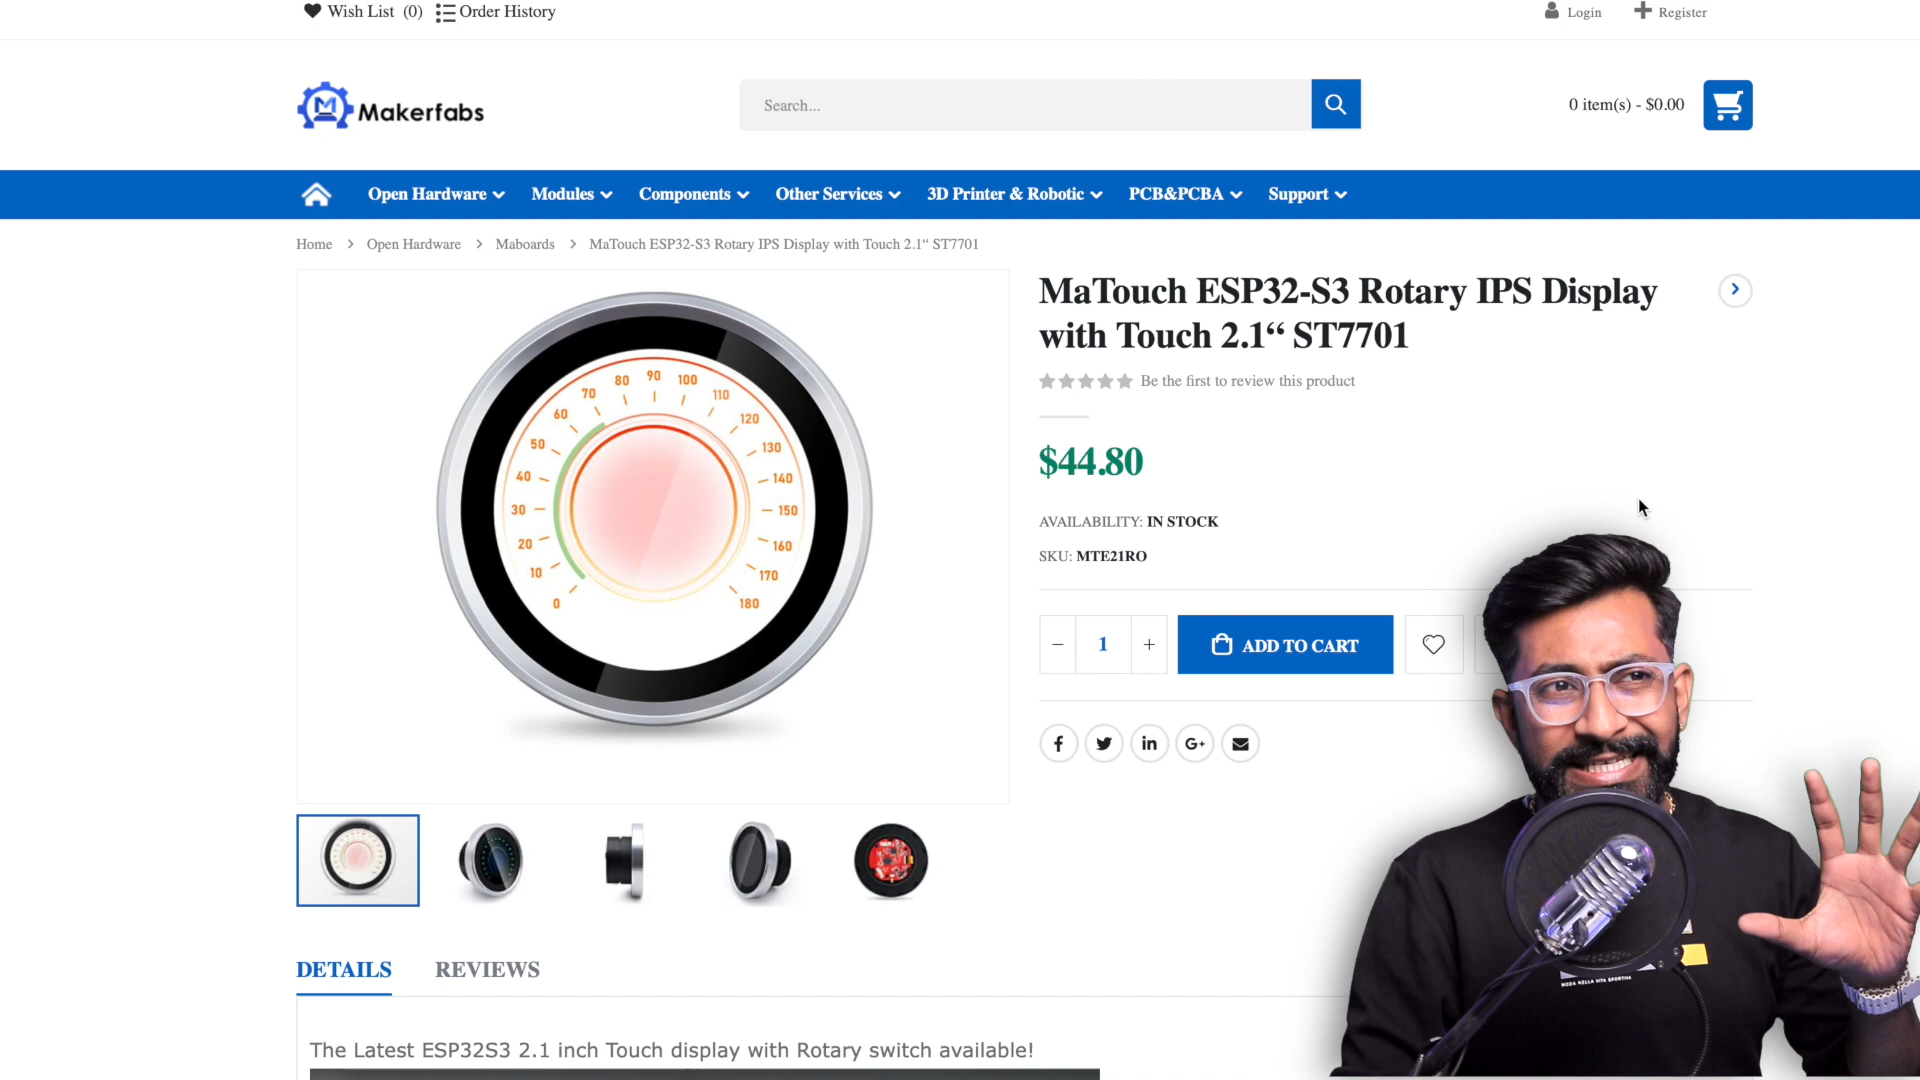 Wish List (0) Order History
Login Register
Makerfabs
Search...
0 item(s) - $0.00
Open Hardware Modules Components Other Services 3D Printer & Robotic PCB&PCBA Support
Home > Open Hardware > Maboards > MaTouch ESP32-S3 Rotary IPS Display with Touch 2.1“ ST7701
MaTouch ESP32-S3 Rotary IPS Display
with Touch 2.1“ ST7701
Be the first to review this product
$44.80
AVAILABILITY: IN STOCK
SKU: MTE21RO
− 1 + ADD TO CART
0 10 20 30 40 50 60 70 80 90 100 110 120 130 140 150 160 170 180
DETAILS REVIEWS
MODA NELLA VITA SPORTIVA
The Latest ESP32S3 2.1 inch Touch display with Rotary switch available!